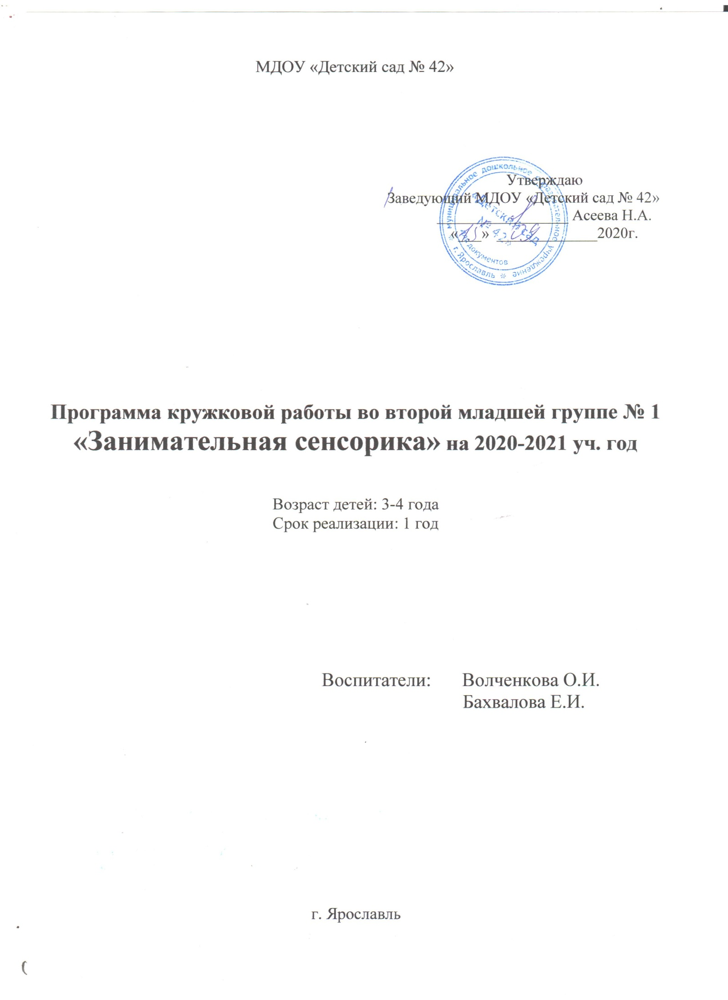 МДОУ «Детский сад № 42»
Утверждаю
Заведующий МДОУ «Детский сад № 42»
Асеева Н.А.
«15» 09 2020г.
муниципальное дошкольное образовательное учреждение * г. Ярославль *
«Детский сад
№ 42»
для документов
Программа кружковой работы во второй младшей группе № 1
«Занимательная сенсорика» на 2020-2021 уч. год
Возраст детей: 3-4 года
Срок реализации: 1 год
Воспитатели: Волченкова О.И.
Бахвалова Е.И.
г. Ярославль